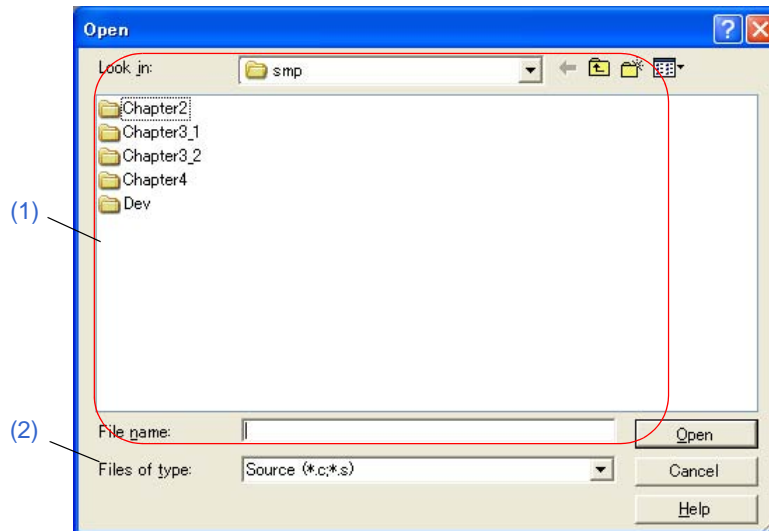 Open
Look in: smp
Chapter2
Chapter3_1
Chapter3_2
Chapter4
Dev
(1)
(2)
File name: Open
Files of type: Source (*.c;*.s) Cancel
Help